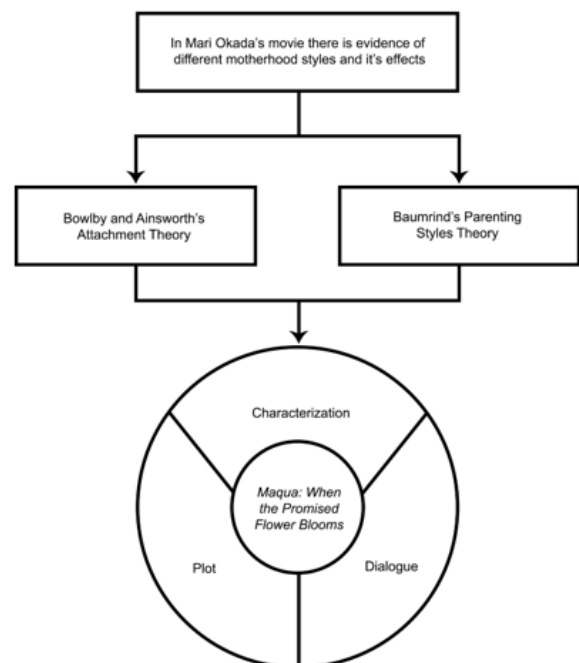 In Mari Okada's movie there is evidence of
different motherhood styles and it's effects
Bowlby and Ainsworth's
Attachment Theory
Baumrind's Parenting
Styles Theory
Characterization
Maqua: When
the Promised
Flower Blooms
Plot
Dialogue